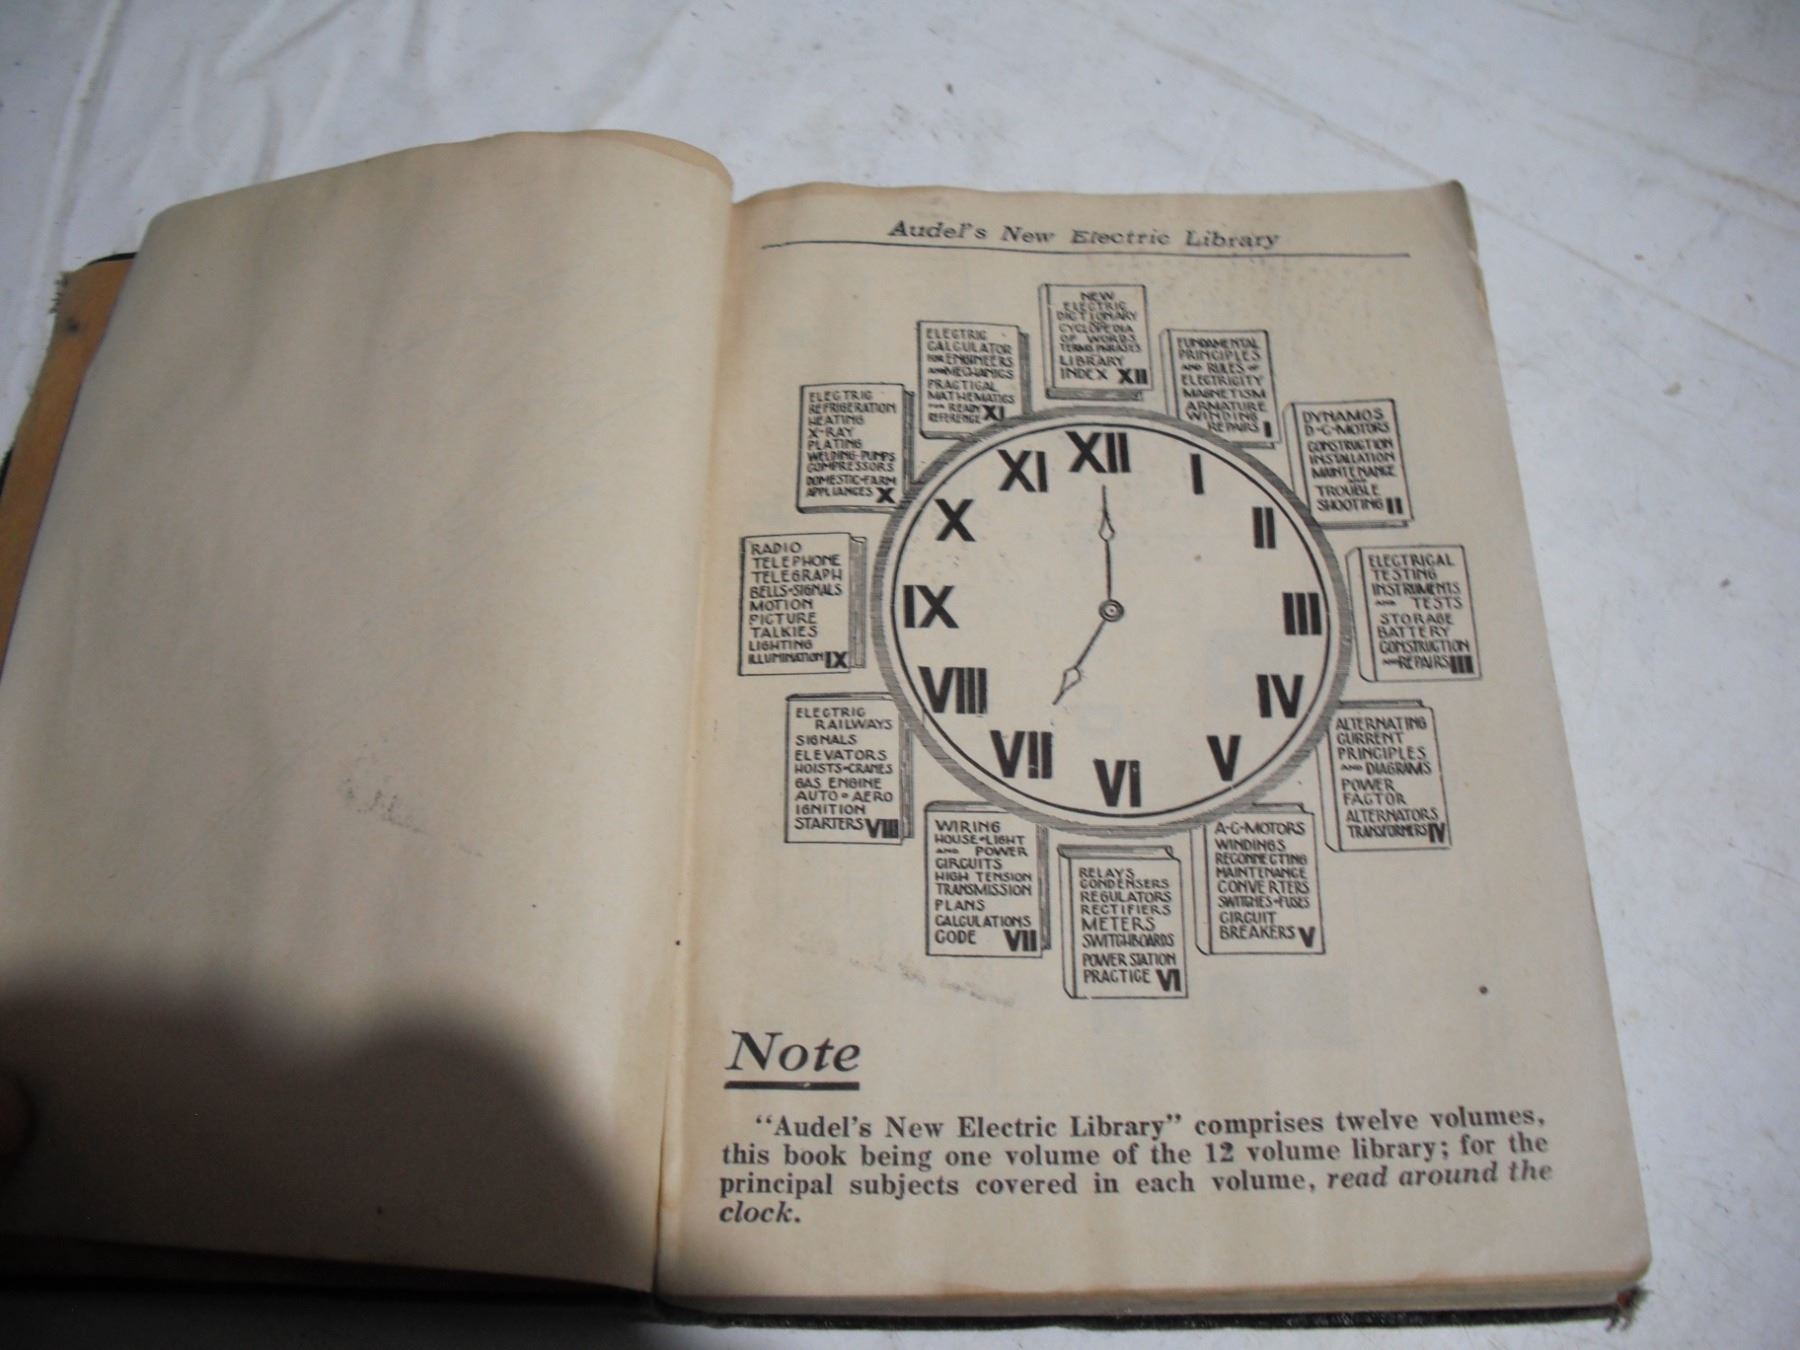 Audel's New Electric Library
NEW
ELECTRIC
DICTIONARY
CYCLOPEDIA
OF WORDS
TERMS PHRASES
LIBRARY
INDEX XII
FUNDAMENTAL
PRINCIPLES
AND RULES OF
ELECTRICITY
MAGNETISM
ARMATURE
WINDING
REPAIRS I
DYNAMOS
D-C-MOTORS
CONSTRUCTION
INSTALLATION
MAINTENANCE
TROUBLE
SHOOTING II
ELECTRICAL
TESTING
INSTRUMENTS
AND TESTS
STORAGE
BATTERY
CONSTRUCTION
AND REPAIRS III
ALTERNATING
CURRENT
PRINCIPLES
AND DIAGRAMS
POWER
FACTOR
ALTERNATORS
TRANSFORMERS IV
A-C-MOTORS
WINDINGS
RECONNECTING
MAINTENANCE
CONVERTERS
SWITCHES-FUSES
CIRCUIT
BREAKERS V
RELAYS
CONDENSERS
REGULATORS
RECTIFIERS
METERS
SWITCHBOARDS
POWER STATION
PRACTICE VI
WIRING
HOUSE-LIGHT
AND POWER
CIRCUITS
HIGH TENSION
TRANSMISSION
PLANS
CALCULATIONS
CODE VII
ELECTRIC
RAILWAYS
SIGNALS
ELEVATORS
HOISTS-CRANES
GAS ENGINE
AUTO-AERO
IGNITION
STARTERS VIII
RADIO
TELEPHONE
TELEGRAPH
BELLS-SIGNALS
MOTION
PICTURE
TALKIES
LIGHTING
ILLUMINATION IX
ELECTRIC
REFRIGERATION
HEATING
X-RAY
PLATING
WELDING-PUMPS
COMPRESSORS
DOMESTIC-FARM
APPLIANCES X
ELECTRIC
CALCULATOR
FOR ENGINEERS
AND MECHANICS
PRACTICAL
MATHEMATICS
FOR READY
REFERENCE XI
XII
I
II
III
IV
V
VI
VII
VIII
IX
X
XI
Note
"Audel's New Electric Library" comprises twelve volumes,
this book being one volume of the 12 volume library; for the
principal subjects covered in each volume, read around the
clock.